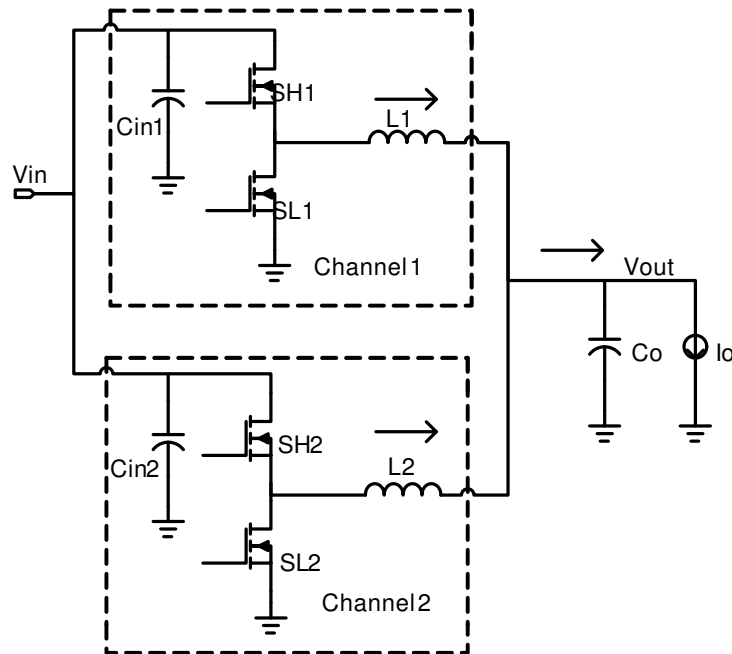 SH1
L1
Cin1
Vin
SL1
Channel1
Vout
Co
Io
SH2
L2
Cin2
SL2
Channel2